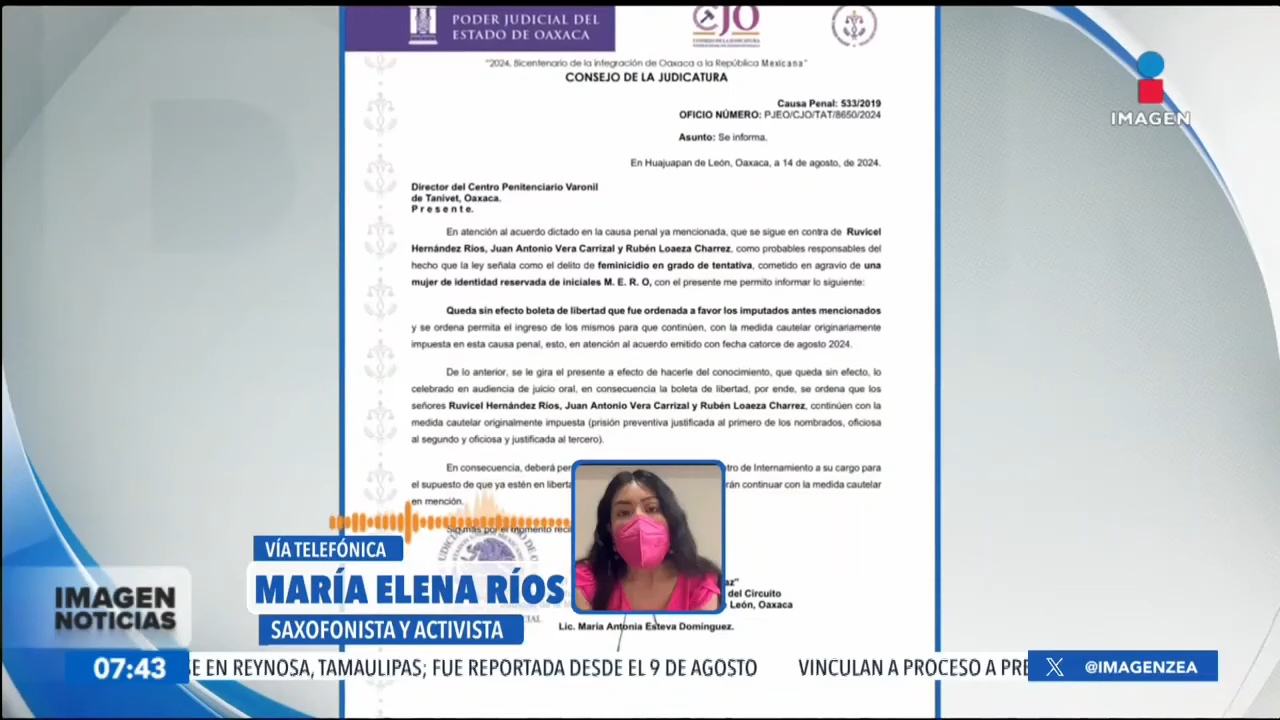 PODER JUDICIAL DEL
ESTADO DE OAXACA
CJO
"2024, Bicentenario de la integración de Oaxaca a la República Mexicana"
CONSEJO DE LA JUDICATURA
Causa Penal: 533/2019
OFICIO NÚMERO: PJEO/CJO/TAT/8650/2024
Asunto: Se informa.
En Huajuapan de León, Oaxaca, a 14 de agosto, de 2024.
Director del Centro Penitenciario Varonil
de Tanivet, Oaxaca.
P r e s e n t e.
En atención al acuerdo dictado en la causa penal ya mencionada, que se sigue en contra de Ruvicel
Hernández Ríos, Juan Antonio Vera Carrizal y Rubén Loaeza Charrez, como probables responsables del
hecho que la ley señala como el delito de feminicidio en grado de tentativa, cometido en agravio de una
mujer de identidad reservada de iniciales M. E. R. O, con el presente me permito informar lo siguiente:
Queda sin efecto boleta de libertad que fue ordenada a favor los imputados antes mencionados
y se ordena permita el ingreso de los mismos para que continúen, con la medida cautelar originariamente
impuesta en esta causa penal, esto, en atención al acuerdo emitido con fecha catorce de agosto 2024.
De lo anterior, se le gira el presente a efecto de hacerle del conocimiento, que queda sin efecto, lo
celebrado en audiencia de juicio oral, en consecuencia la boleta de libertad, por ende, se ordena que los
señores Ruvicel Hernández Ríos, Juan Antonio Vera Carrizal y Rubén Loaeza Charrez, continúen con la
medida cautelar originalmente impuesta (prisión preventiva justificada al primero de los nombrados, oficiosa
al segundo y oficiosa y justificada al tercero).
En consecuencia, deberá per tro de Internamiento a su cargo para
el supuesto de que ya estén en liberta rán continuar con la medida cautelar
en mención.
Sin más por el momento reci
az"
del Circuito
León, Oaxaca
Lic. Maria Antonia Esteva Dominguez.
IMAGEN
VÍA TELEFÓNICA
MARÍA ELENA RÍOS
SAXOFONISTA Y ACTIVISTA
IMAGEN
NOTICIAS
07:43
SE EN REYNOSA, TAMAULIPAS; FUE REPORTADA DESDE EL 9 DE AGOSTO VINCULAN A PROCESO A PRE
X @IMAGENZEA